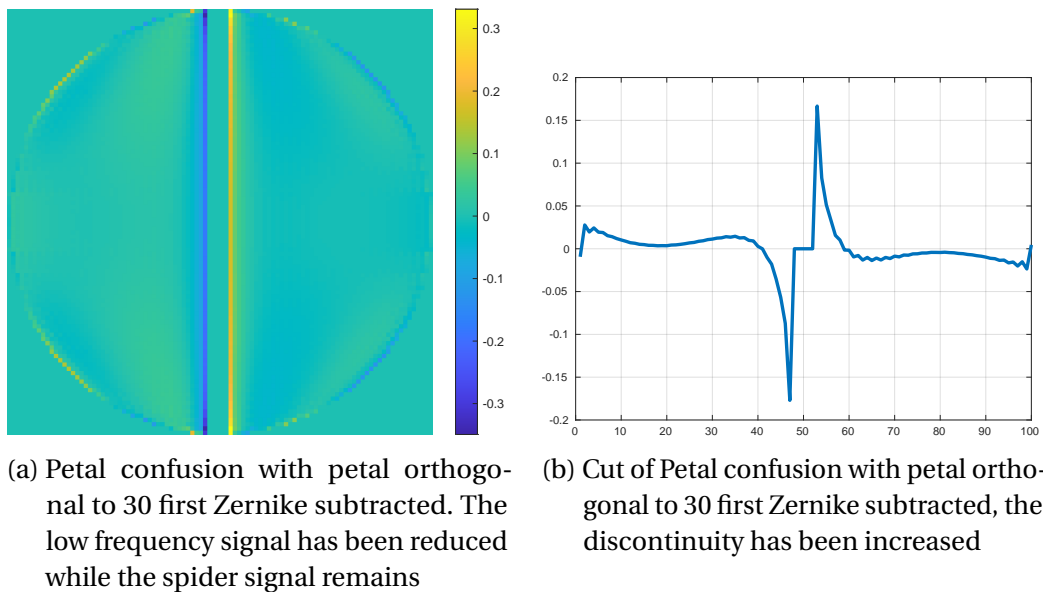 0.3
0.2
0.1
0
-0.1
-0.2
-0.3
0.2
0.15
0.1
0.05
0
-0.05
-0.1
-0.15
-0.2
0 10 20 30 40 50 60 70 80 90 100
(a) Petal confusion with petal orthogo-
nal to 30 first Zernike subtracted. The
low frequency signal has been reduced
while the spider signal remains
(b) Cut of Petal confusion with petal ortho-
gonal to 30 first Zernike subtracted, the
discontinuity has been increased